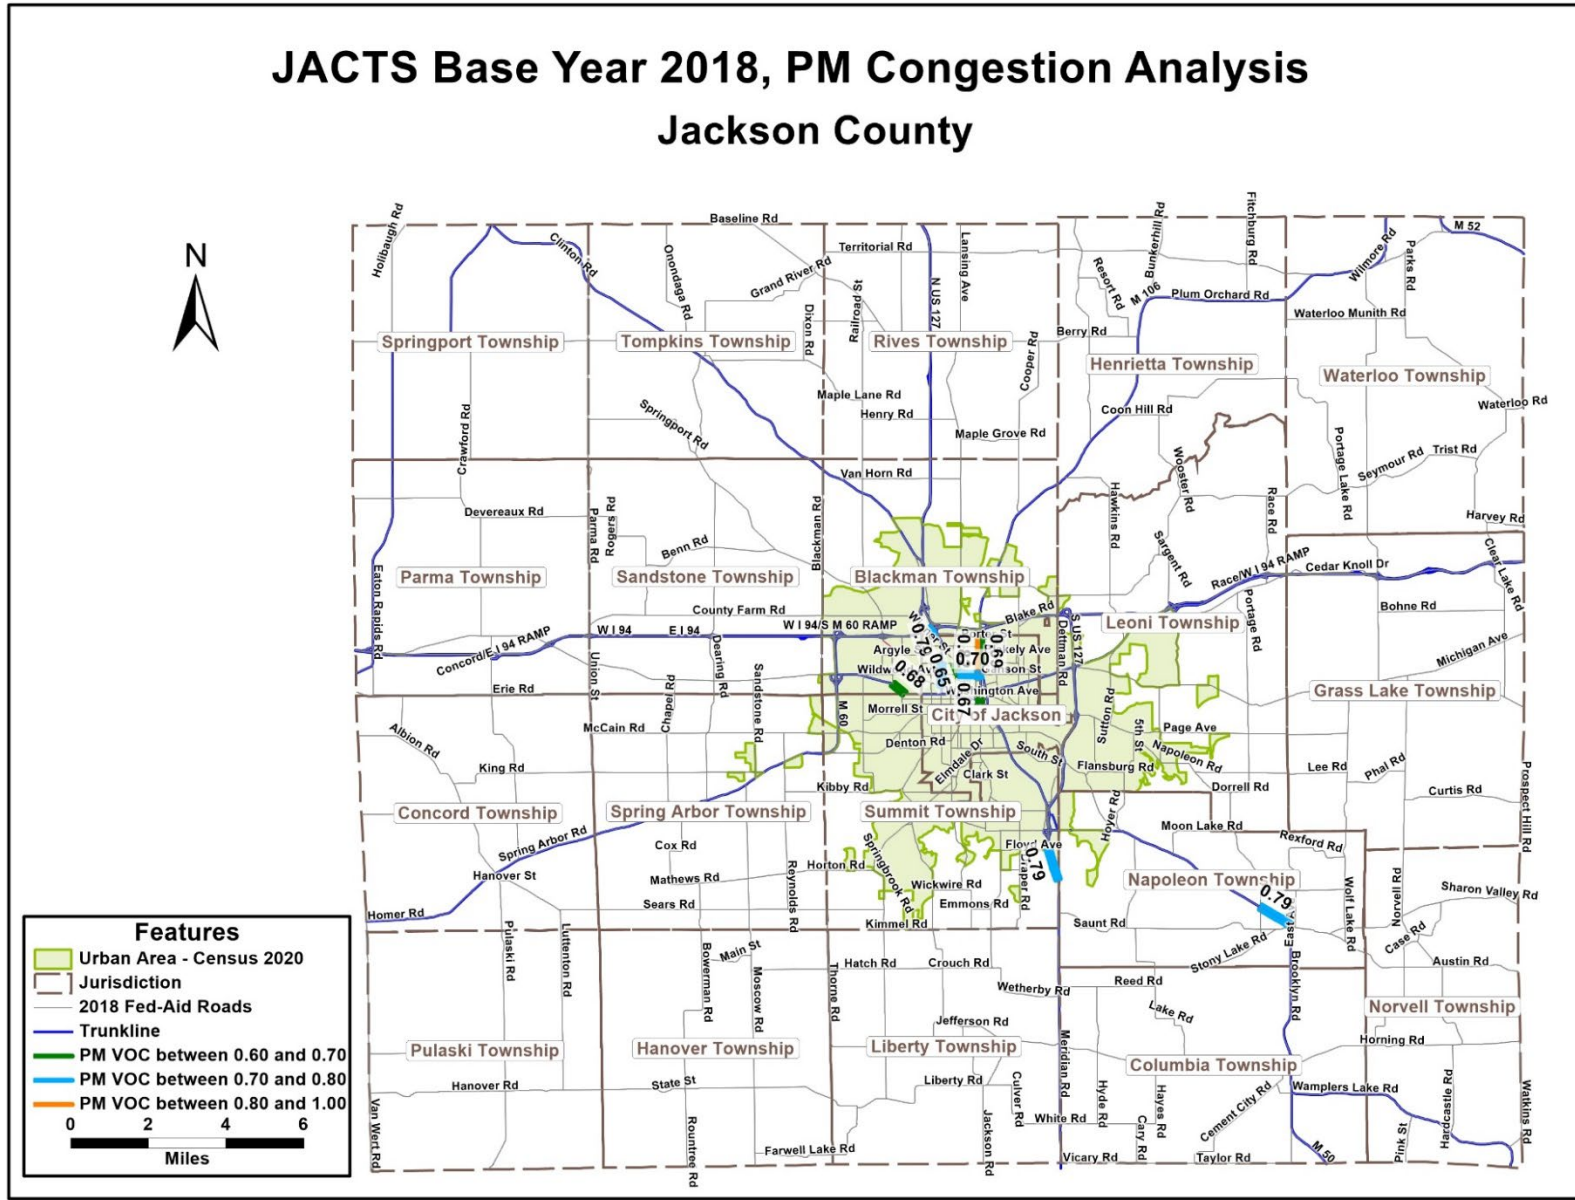 JACTS Base Year 2018, PM Congestion Analysis
Jackson County
N
Holibaugh Rd
Clinton Rd
Onondaga Rd
Baseline Rd
Grand River Rd
Dixon Rd
Territorial Rd
Railroad St
N US 127
Lansing Ave
Cooper Rd
Resort Rd
Bunkerhill Rd
M 106
Fitchburg Rd
Plum Orchard Rd
Berry Rd
Wilmore Rd
Parks Rd
M 52
Waterloo Munith Rd
Springport Township
Tompkins Township
Rives Township
Henrietta Township
Waterloo Township
Crawford Rd
Springport Rd
Maple Lane Rd
Henry Rd
Maple Grove Rd
Coon Hill Rd
Waterloo Rd
Van Horn Rd
Wooster Rd
Portage Lake Rd
Seymour Rd
Trist Rd
Devereaux Rd
Parma Rd
Rogers Rd
Benn Rd
Blackman Rd
Hawkins Rd
Sargent Rd
Race Rd
Harvey Rd
Clear Lake Rd
Eaton Rapids Rd
Parma Township
Sandstone Township
Blackman Township
Race/W I 94 RAMP
Cedar Knoll Dr
County Farm Rd
Blake Rd
S US 127
Dettman Rd
Leoni Township
Portage Rd
Bohne Rd
Concord/E I 94 RAMP
W I 94
E I 94
W I 94/S M 60 RAMP
Michigan Ave
Argyle
0.79
0.65
0.70
0.69
0.68
0.67
Erie Rd
Union St
Dearing Rd
Sandstone Rd
Chapel Rd
Grass Lake Township
M 60
Morrell St
City of Jackson
Sutton Rd
5th St
Page Ave
Albion Rd
McCain Rd
Denton Rd
Elmdale Dr
South St
Napoleon Rd
King Rd
Clark St
Flansburg Rd
Lee Rd
Phal Rd
Prospect Hill Rd
Kibby Rd
Hoyer Rd
Dorrell Rd
Curtis Rd
Concord Township
Spring Arbor Township
Summit Township
Moon Lake Rd
Rexford Rd
Spring Arbor Rd
Cox Rd
Floyd Ave
0.79
Hanover St
Mathews Rd
Reynolds Rd
Horton Rd
Springbrook Rd
Wickwire Rd
Napoleon Township
0.79
Wolf Lake Rd
Norvell Rd
Sharon Valley Rd
Homer Rd
Sears Rd
Emmons Rd
Kimmel Rd
Saunt Rd
Case Rd
Pulaski Rd
Luttenton Rd
Bowerman Rd
Main St
Moscow Rd
Thorne Rd
Hatch Rd
Crouch Rd
Stony Lake Rd
Brooklyn Rd
Austin Rd
Wetherby Rd
Reed Rd
Lake Rd
Norvell Township
Jefferson Rd
Pulaski Township
Hanover Township
Liberty Township
Meridian Rd
Columbia Township
Horning Rd
Hanover Rd
State St
Liberty Rd
Culver Rd
Hyde Rd
Hayes Rd
Cement City Rd
Wamplers Lake Rd
Hardcastle Rd
Watkins Rd
Van Wert Rd
Rountree Rd
Farwell Lake Rd
Jackson Rd
White Rd
Cary Rd
Vicary Rd
Taylor Rd
M 50
Pink St
Features
Urban Area - Census 2020
Jurisdiction
2018 Fed-Aid Roads
Trunkline
PM VOC between 0.60 and 0.70
PM VOC between 0.70 and 0.80
PM VOC between 0.80 and 1.00
0 2 4 6
Miles